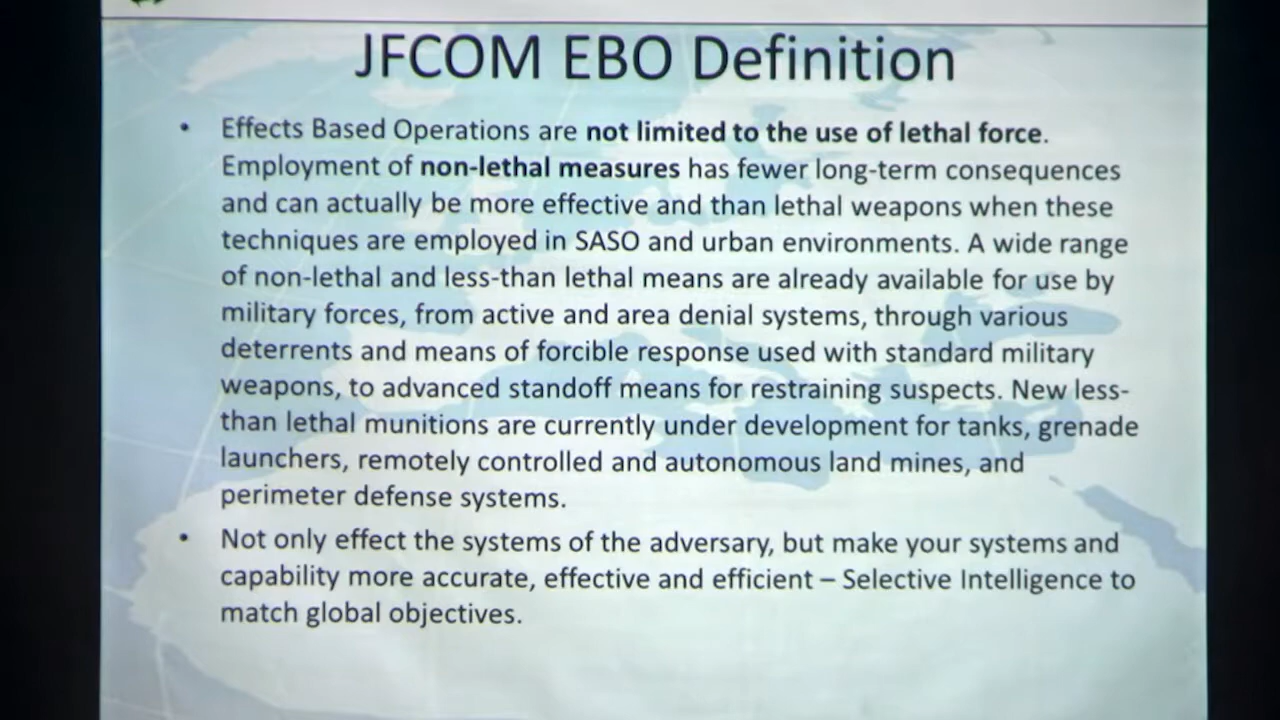 JFCOM EBO Definition
• Effects Based Operations are not limited to the use of lethal force.
Employment of non-lethal measures has fewer long-term consequences
and can actually be more effective and than lethal weapons when these
techniques are employed in SASO and urban environments. A wide range
of non-lethal and less-than lethal means are already available for use by
military forces, from active and area denial systems, through various
deterrents and means of forcible response used with standard military
weapons, to advanced standoff means for restraining suspects. New less-
than lethal munitions are currently under development for tanks, grenade
launchers, remotely controlled and autonomous land mines, and
perimeter defense systems.
• Not only effect the systems of the adversary, but make your systems and
capability more accurate, effective and efficient – Selective Intelligence to
match global objectives.